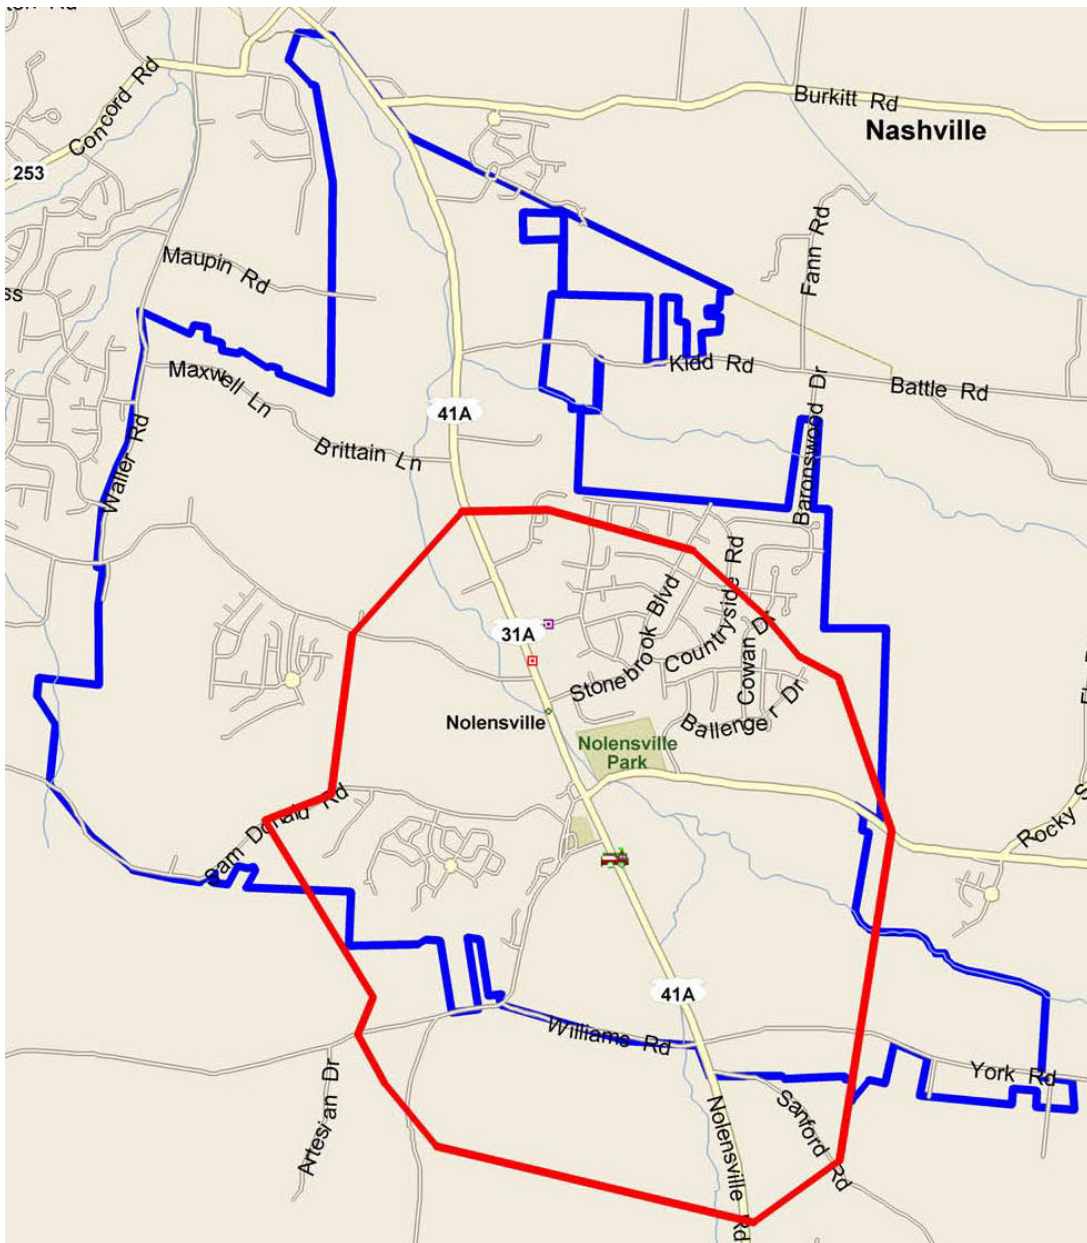 Concord Rd
253
Burkitt Rd
Nashville
Fann Rd
Maupin Rd
ss
Maxwell Ln
Kidd Rd
Battle Rd
41A
Brittain Ln
Baronswood Dr
Waller Rd
31A
Stonebrook Blvd
Countryside Rd
Cowan Dr
Ballenger Dr
Nolensville
Nolensville
Park
Sam Donald Rd
Rocky S
41A
Williams Rd
York Rd
Artesian Dr
Nolensville Rd
Sanford Rd